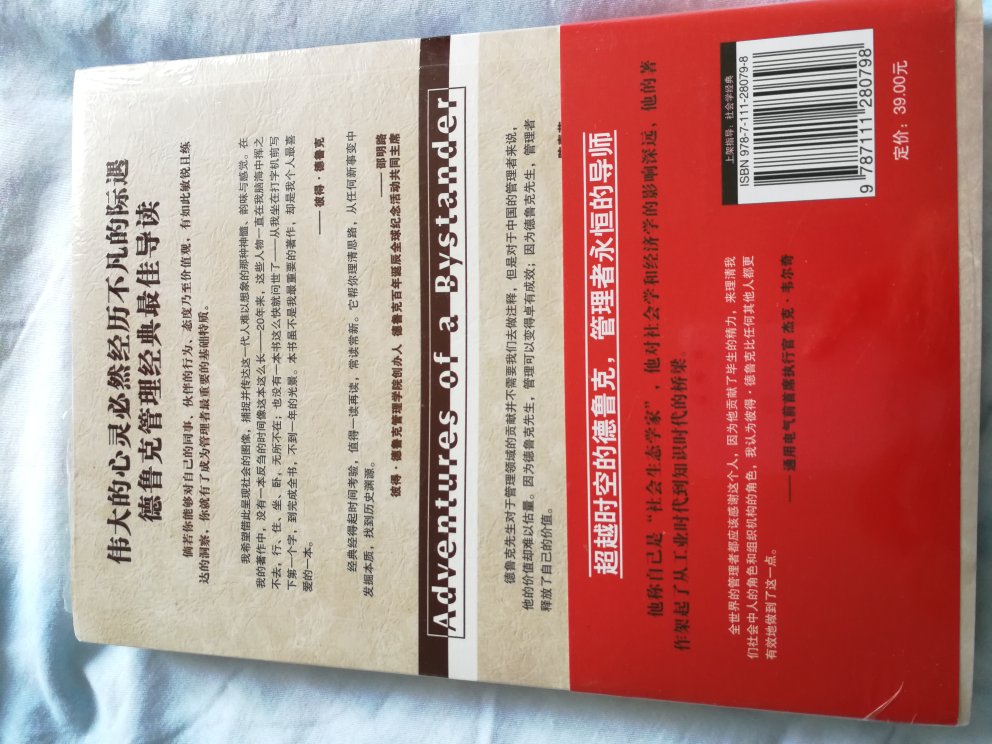 伟大的心灵必然经历不凡的际遇
德鲁克管理经典最佳导读
倘若你能够对自己的同事、伙伴的行为、态度乃至价值观，有如此敏锐且练
达的洞察，你就有了成为管理者最重要的基础特质。
我希望借此呈现社会的图像，捕捉并传达这一代人难以想象的那种神髓、韵味与感觉。在
我的著作中，没有一本反当的时间像这本这么长——20年来，这些人物一直在我脑海中挥之
不去，行、住、坐、卧，无所不在；也没有一本书这么快就问世了——从我坐在打字机前写
下第一个字，到完成全书，不到一年的光景。本书虽不是我最重要的著作，却是我个人最喜
爱的一本。
——彼得·德鲁克
经典经得起时间考验，值得一读再读，常读常新。它帮你理清思路，从任何新事变中
发掘本质，找到历史渊源。
——邵明路
彼得·德鲁克管理学院创办人 德鲁克百年诞辰全球纪念活动共同主席
Adventures of a Bystander
德鲁克先生对于管理领域的贡献并不需要我们去做注释，但是对于中国的管理者来说，
他的价值却难以估量。因为德鲁克先生，管理可以变得卓有成效；因为德鲁克先生，管理者
释放了自己的价值。
超越时空的德鲁克，管理者永恒的导师
他称自己是“社会生态学家”，他对社会学和经济学的影响深远，他的著
作架起了从工业时代到知识时代的桥梁
全世界的管理者都应该感谢这个人，因为他贡献了毕生的精力，来理清我
们社会中人的角色和组织机构的角色，我认为彼得·德鲁克比任何其他人都更
有效地做到了这一点。
——通用电气前首席执行官 杰克·韦尔奇
上架指导：社会学经典
ISBN 978-7-111-28079-8
9 787111 280798
定价：39.00元